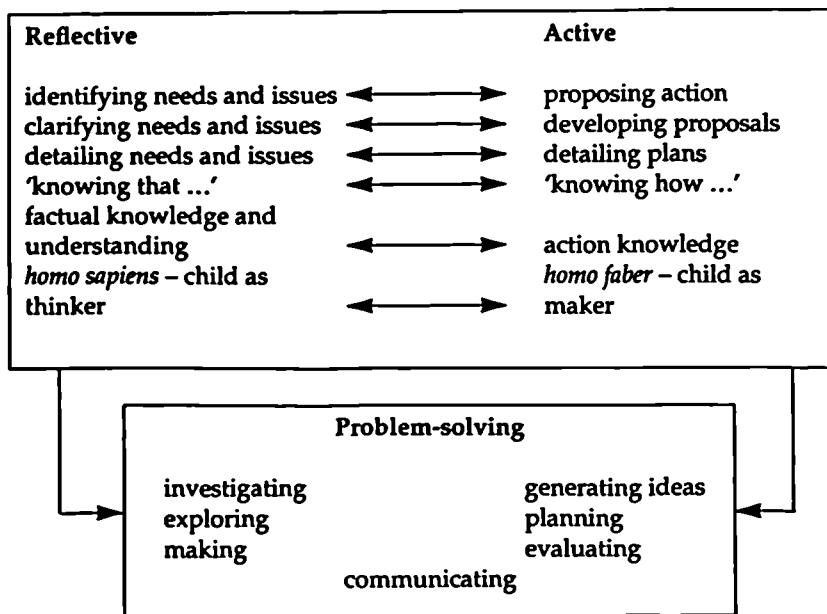 Reflective Active
identifying needs and issues proposing action
clarifying needs and issues developing proposals
detailing needs and issues detailing plans
'knowing that ...' 'knowing how ...'
factual knowledge and
understanding action knowledge
homo sapiens – child as homo faber – child as
thinker maker
Problem-solving
investigating generating ideas
exploring planning
making evaluating
communicating